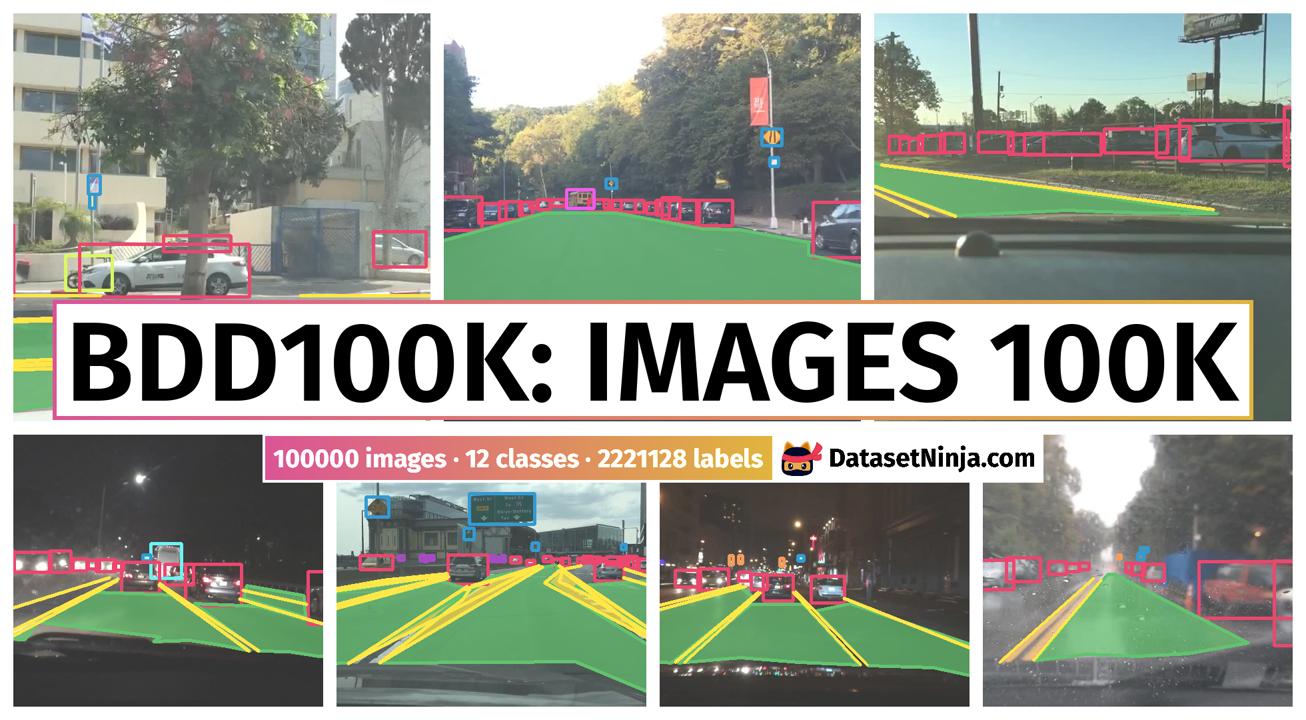 BDD100K: IMAGES 100K
100000 images · 12 classes · 2221128 labels
DatasetNinja.com